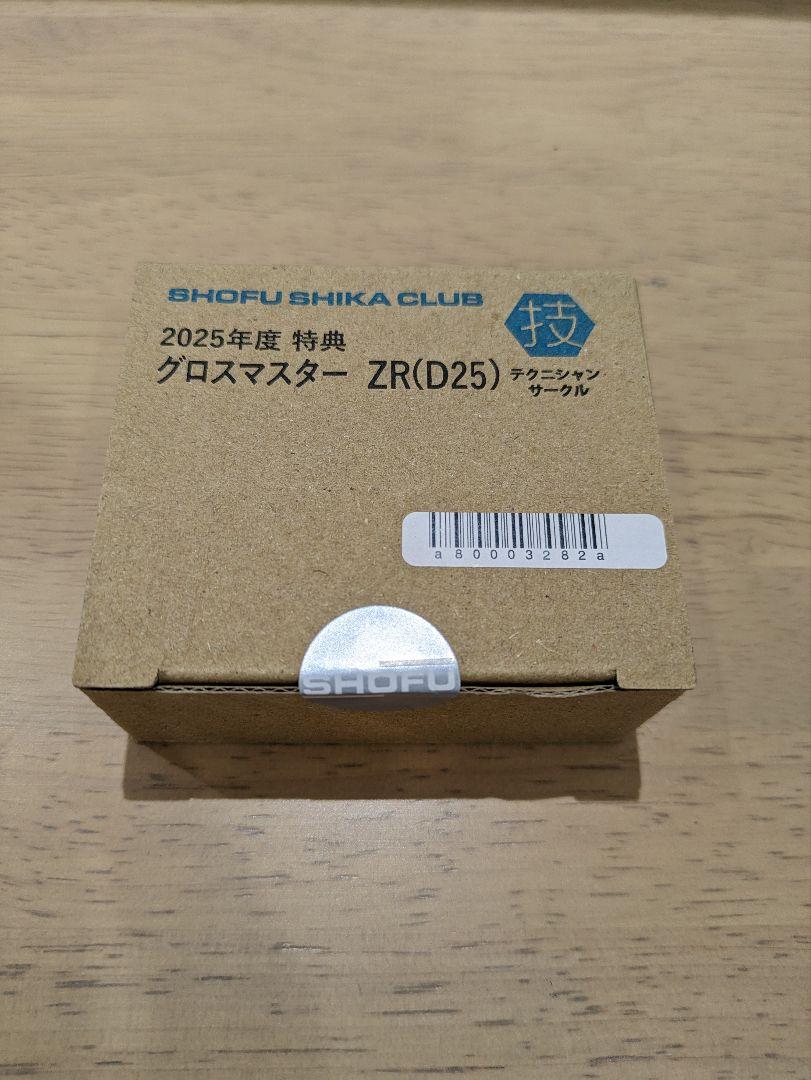 SHOFU SHIKA CLUB
技
2025年度 特典
グロスマスター ZR(D25)
テクニシャン
サークル
a800003282a
SHOFU